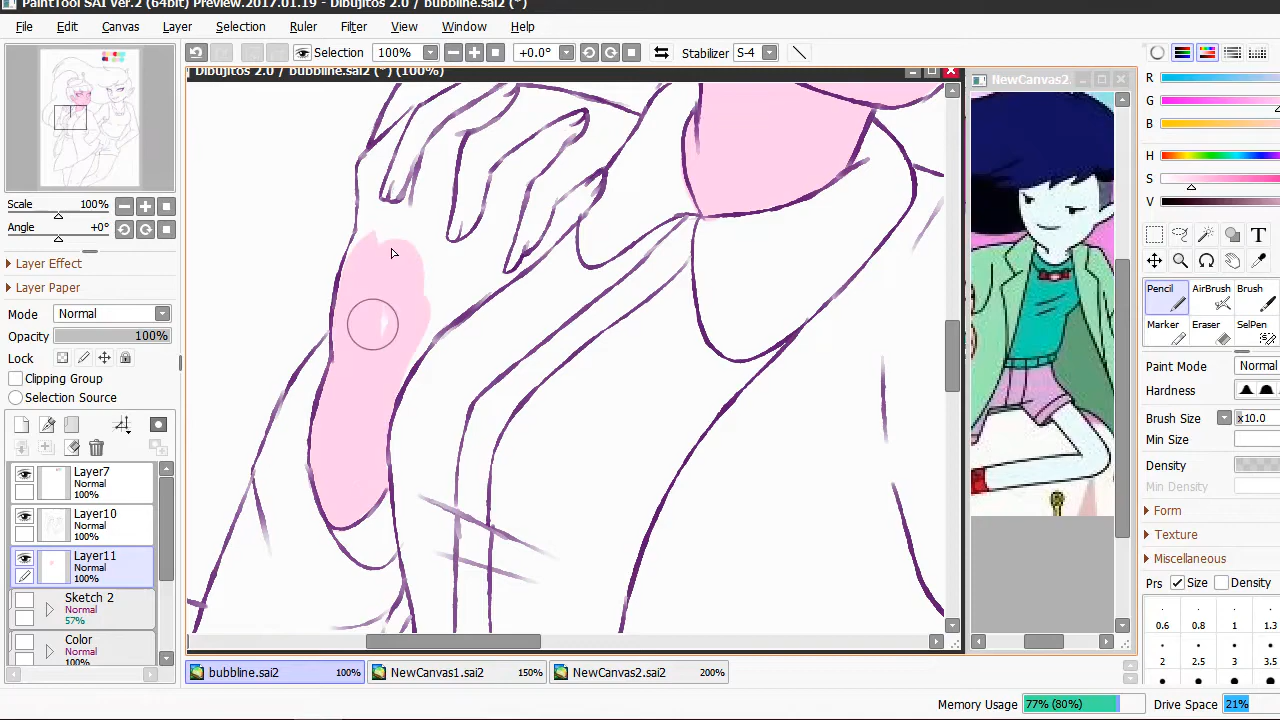 PaintTool SAI Ver.2 (64bit) Preview.2017.01.19 - Dibujitos 2.0 / bubbline.sai2 (*)
File Edit Canvas Layer Selection Ruler Filter View Window Help
Selection 100% +0.0° Stabilizer S-4
Dibujitos 2.0 / bubbline.sai2 (*) (100%)
NewCanvas2.
Scale 100%
Angle +0°
Layer Effect
Layer Paper
Mode Normal
Opacity 100%
Lock
Clipping Group
Selection Source
Layer7
Normal
100%
Layer10
Normal
100%
Layer11
Normal
100%
Sketch 2
Normal
57%
Color
Normal
100%
R
G
B
H
S
V
T
Pencil AirBrush Brush
Marker Eraser SelPen
Paint Mode Normal
Hardness
Brush Size x10.0
Min Size
Density
Min Density
Form
Texture
Miscellaneous
Prs Size Density
0.6 0.8 1 1.3
2 2.5 3 3.5
bubbline.sai2 100% NewCanvas1.sai2 150% NewCanvas2.sai2 200%
Memory Usage 77% (80%) Drive Space 21%